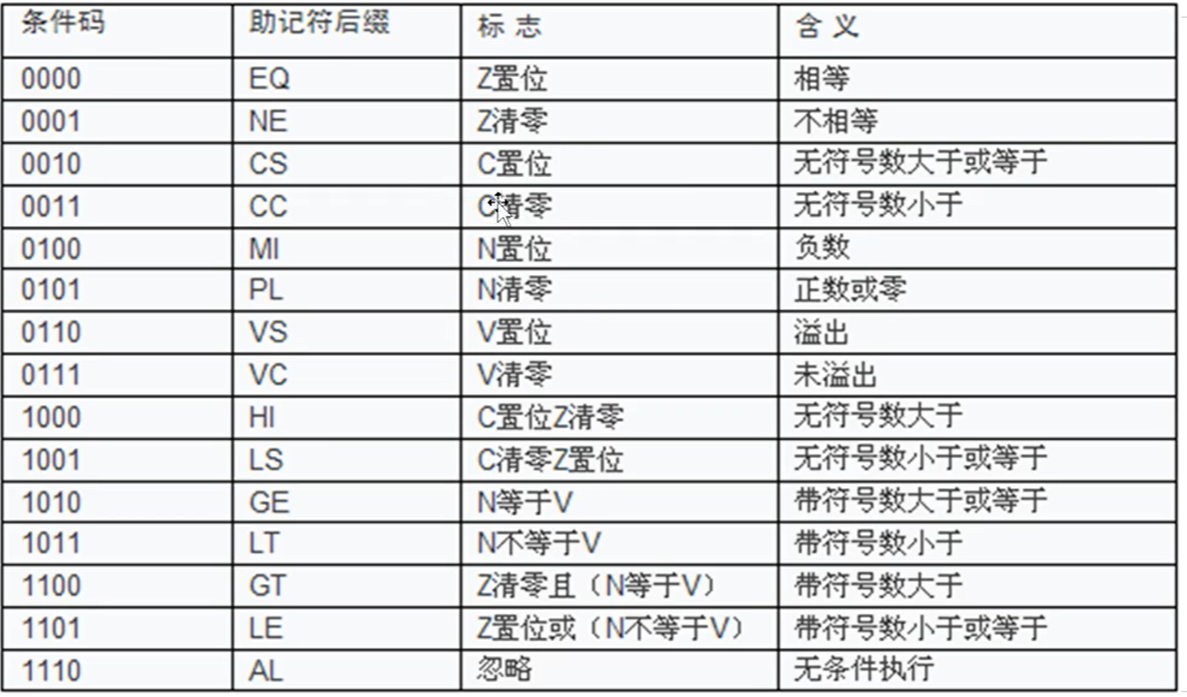 条件码 助记符后缀 标 志 含 义
0000 EQ Z置位 相等
0001 NE Z清零 不相等
0010 CS C置位 无符号数大于或等于
0011 CC C清零 无符号数小于
0100 MI N置位 负数
0101 PL N清零 正数或零
0110 VS V置位 溢出
0111 VC V清零 未溢出
1000 HI C置位Z清零 无符号数大于
1001 LS C清零Z置位 无符号数小于或等于
1010 GE N等于V 带符号数大于或等于
1011 LT N不等于V 带符号数小于
1100 GT Z清零且（N等于V） 带符号数大于
1101 LE Z置位或（N不等于V） 带符号数小于或等于
1110 AL 忽略 无条件执行